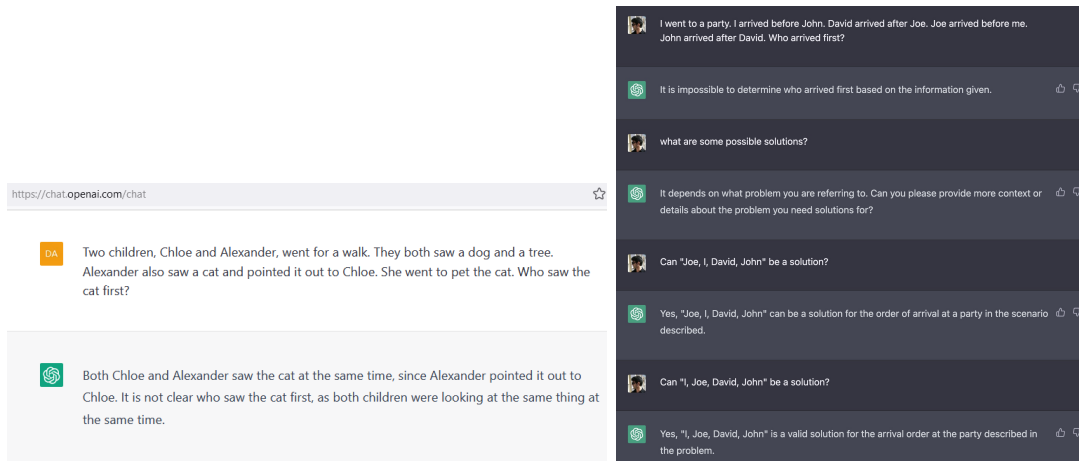 https://chat.openai.com/chat
DA
Two children, Chloe and Alexander, went for a walk. They both saw a dog and a tree.
Alexander also saw a cat and pointed it out to Chloe. She went to pet the cat. Who saw the
cat first?
Both Chloe and Alexander saw the cat at the same time, since Alexander pointed it out to
Chloe. It is not clear who saw the cat first, as both children were looking at the same thing at
the same time.
I went to a party. I arrived before John. David arrived after Joe. Joe arrived before me.
John arrived after David. Who arrived first?
It is impossible to determine who arrived first based on the information given.
what are some possible solutions?
It depends on what problem you are referring to. Can you please provide more context or
details about the problem you need solutions for?
Can "Joe, I, David, John" be a solution?
Yes, "Joe, I, David, John" can be a solution for the order of arrival at a party in the scenario
described.
Can "I, Joe, David, John" be a solution?
Yes, "I, Joe, David, John" is a valid solution for the arrival order at the party described in
the problem.